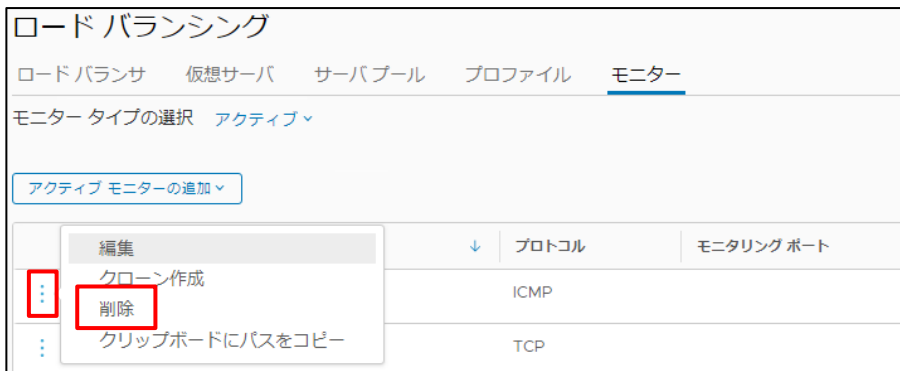 ロード バランシング
ロード バランサ 仮想サーバ サーバ プール プロファイル モニター
モニター タイプの選択 アクティブ
アクティブ モニターの追加
プロトコル モニタリング ポート
編集
クローン作成
ICMP
削除
クリップボードにパスをコピー
TCP